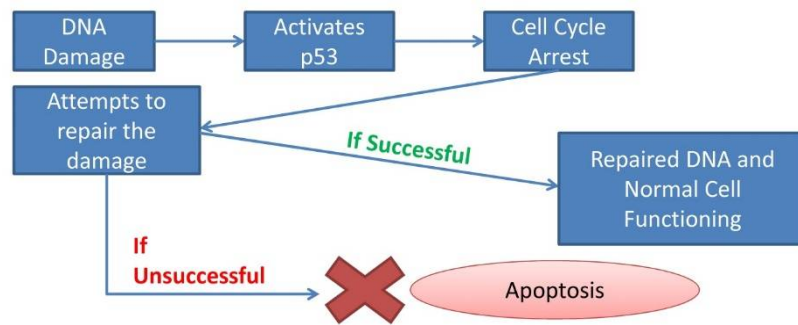 DNA
Damage
Activates
p53
Cell Cycle
Arrest
Attempts to
repair the
damage
If Successful
Repaired DNA and
Normal Cell
Functioning
If
Unsuccessful
Apoptosis